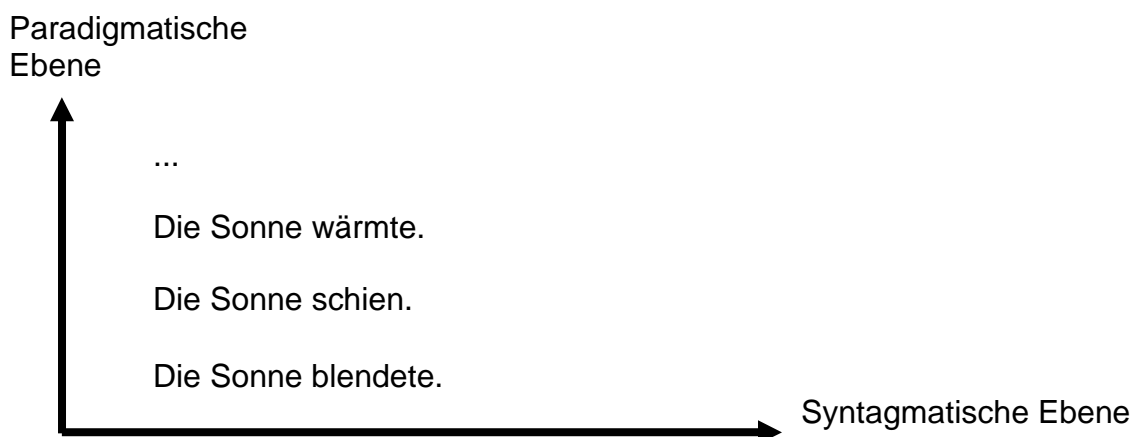 Paradigmatische
Ebene
...
Die Sonne wärmte.
Die Sonne schien.
Die Sonne blendete.
Syntagmatische Ebene